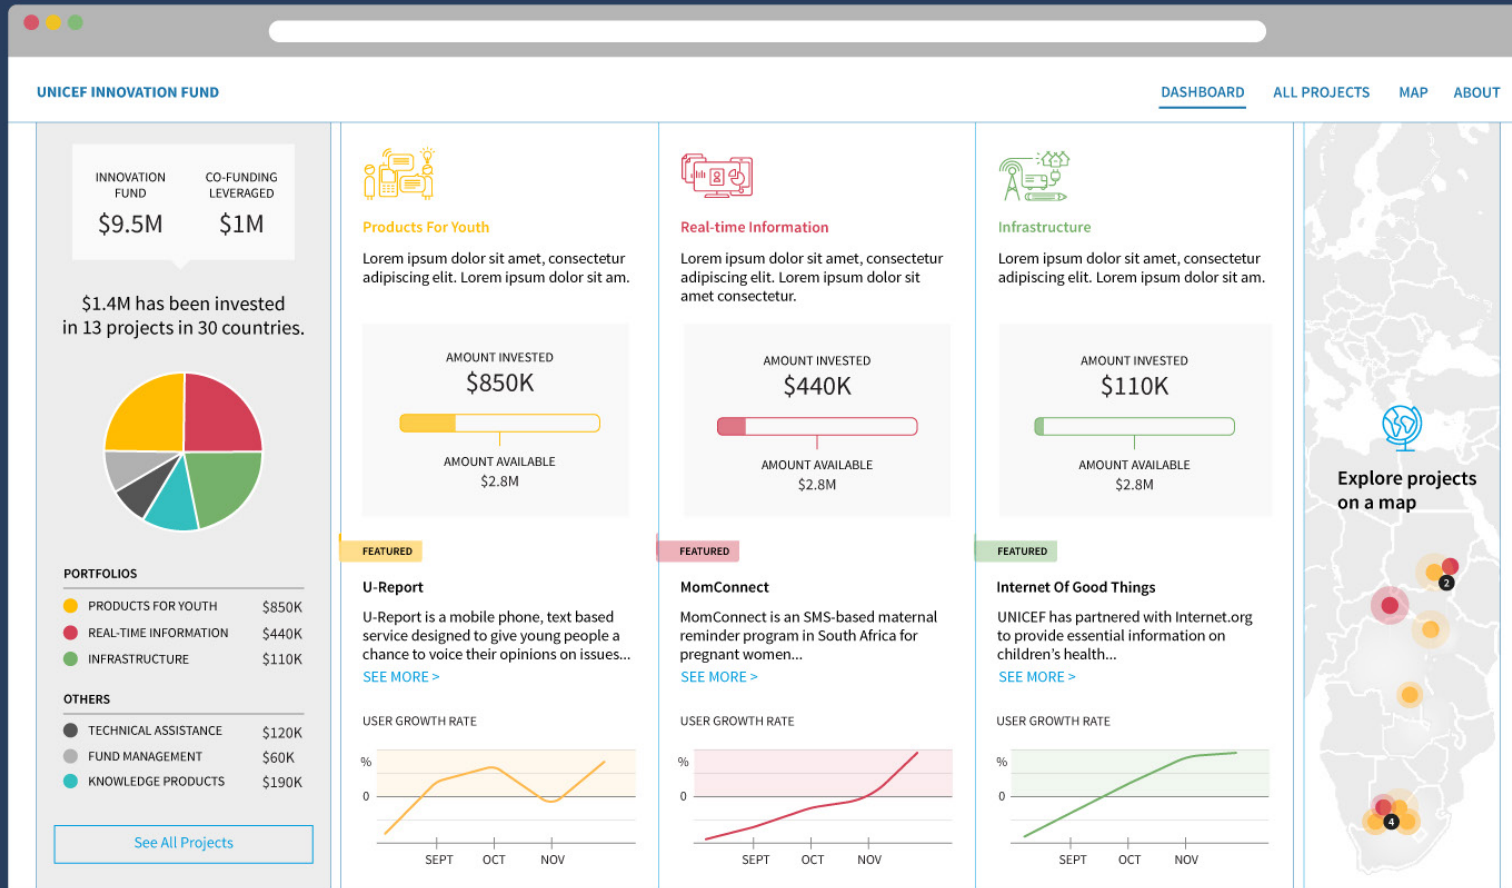 UNICEF INNOVATION FUND
DASHBOARD
ALL PROJECTS
MAP
ABOUT
INNOVATION
FUND
$9.5M
CO-FUNDING
LEVERAGED
$1M
$1.4M has been invested
in 13 projects in 30 countries.
PORTFOLIOS
PRODUCTS FOR YOUTH $850K
REAL-TIME INFORMATION $440K
INFRASTRUCTURE $110K
OTHERS
TECHNICAL ASSISTANCE $120K
FUND MANAGEMENT $60K
KNOWLEDGE PRODUCTS $190K
See All Projects
Products For Youth
Lorem ipsum dolor sit amet, consectetur
adipiscing elit. Lorem ipsum dolor sit am.
AMOUNT INVESTED
$850K
AMOUNT AVAILABLE
$2.8M
FEATURED
U-Report
U-Report is a mobile phone, text based
service designed to give young people a
chance to voice their opinions on issues...
SEE MORE >
USER GROWTH RATE
%
0
SEPT OCT NOV
Real-time Information
Lorem ipsum dolor sit amet, consectetur
adipiscing elit. Lorem ipsum dolor sit
amet consectetur.
AMOUNT INVESTED
$440K
AMOUNT AVAILABLE
$2.8M
FEATURED
MomConnect
MomConnect is an SMS-based maternal
reminder program in South Africa for
pregnant women...
SEE MORE >
USER GROWTH RATE
%
0
SEPT OCT NOV
Infrastructure
Lorem ipsum dolor sit amet, consectetur
adipiscing elit. Lorem ipsum dolor sit am.
AMOUNT INVESTED
$110K
AMOUNT AVAILABLE
$2.8M
FEATURED
Internet Of Good Things
UNICEF has partnered with Internet.org
to provide essential information on
children's health...
SEE MORE >
USER GROWTH RATE
%
0
SEPT OCT NOV
Explore projects
on a map
2
4